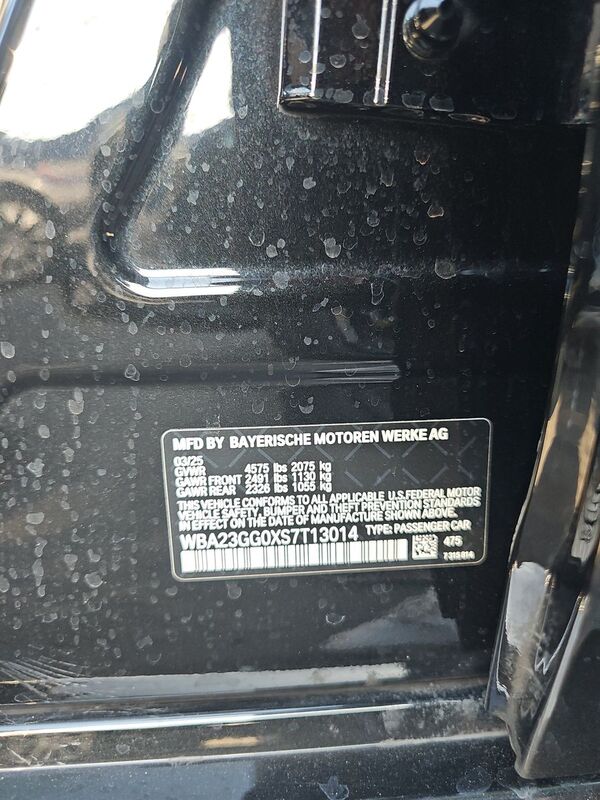 MFD BY BAYERISCHE MOTOREN WERKE AG
03/25
GVWR 4575 lbs 2075 kg
GAWR FRONT 2491 lbs 1130 kg
GAWR REAR 2326 lbs 1055 kg
THIS VEHICLE CONFORMS TO ALL APPLICABLE U.S.FEDERAL MOTOR
VEHICLE SAFETY, BUMPER AND THEFT PREVENTION STANDARDS
IN EFFECT ON THE DATE OF MANUFACTURE SHOWN ABOVE.
WBA23GG0XS7T13014 TYPE: PASSENGER CAR
475